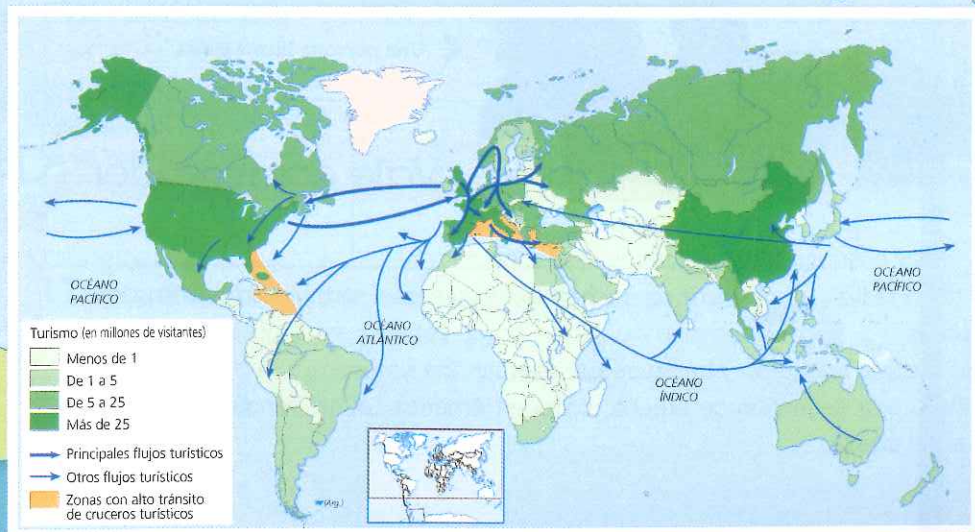 OCÉANO
PACÍFICO
OCÉANO
ATLÁNTICO
OCÉANO
ÍNDICO
OCÉANO
PACÍFICO
Turismo (en millones de visitantes)
Menos de 1
De 1 a 5
De 5 a 25
Más de 25
Principales flujos turísticos
Otros flujos turísticos
Zonas con alto tránsito
de cruceros turísticos
(Arg.)